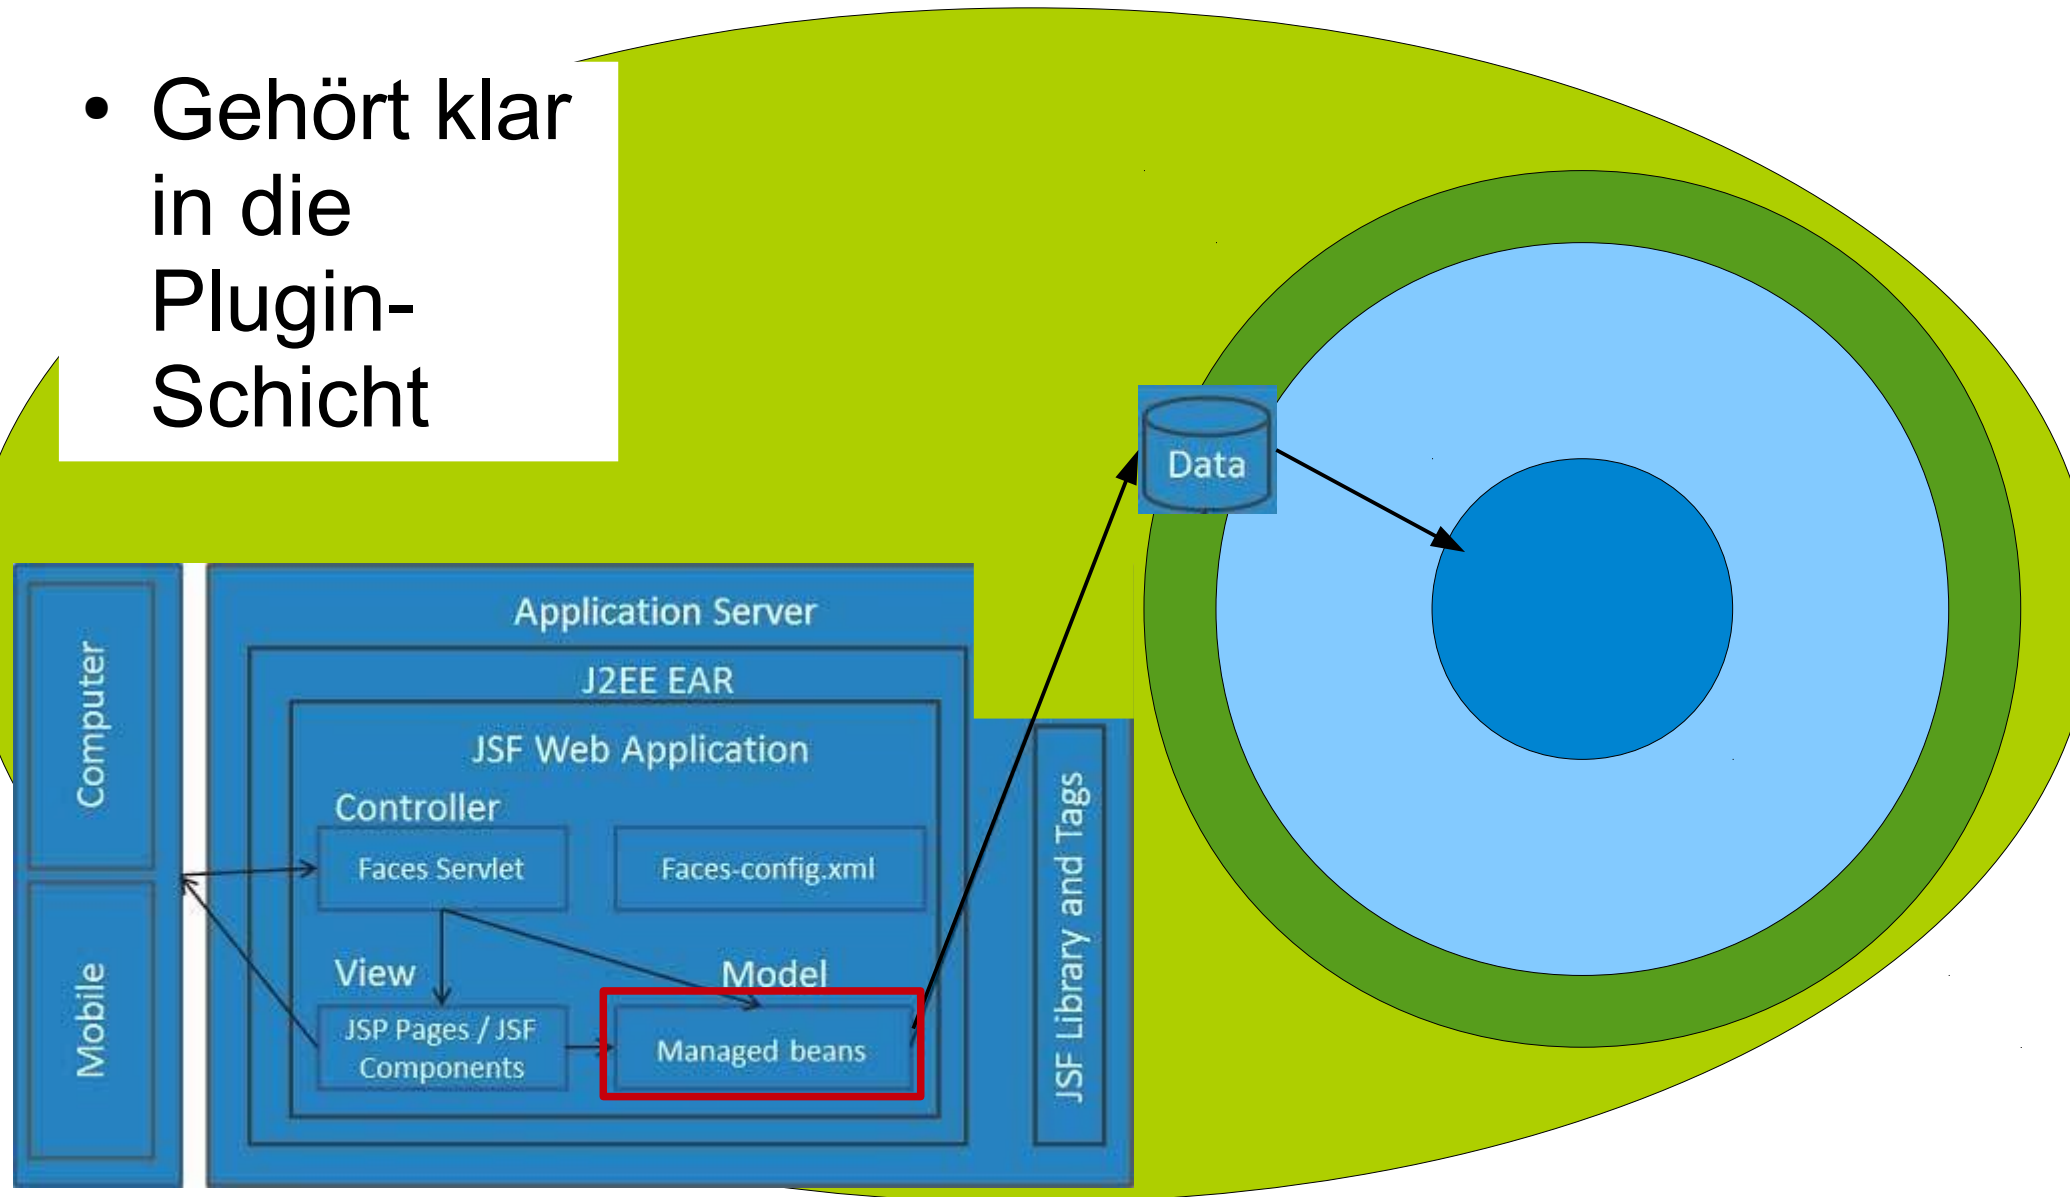 • Gehört klar
in die
Plugin-
Schicht
Data
Computer
Mobile
Application Server
J2EE EAR
JSF Web Application
Controller
Faces Servlet
Faces-config.xml
View
Model
JSP Pages / JSF
Components
Managed beans
JSF Library and Tags